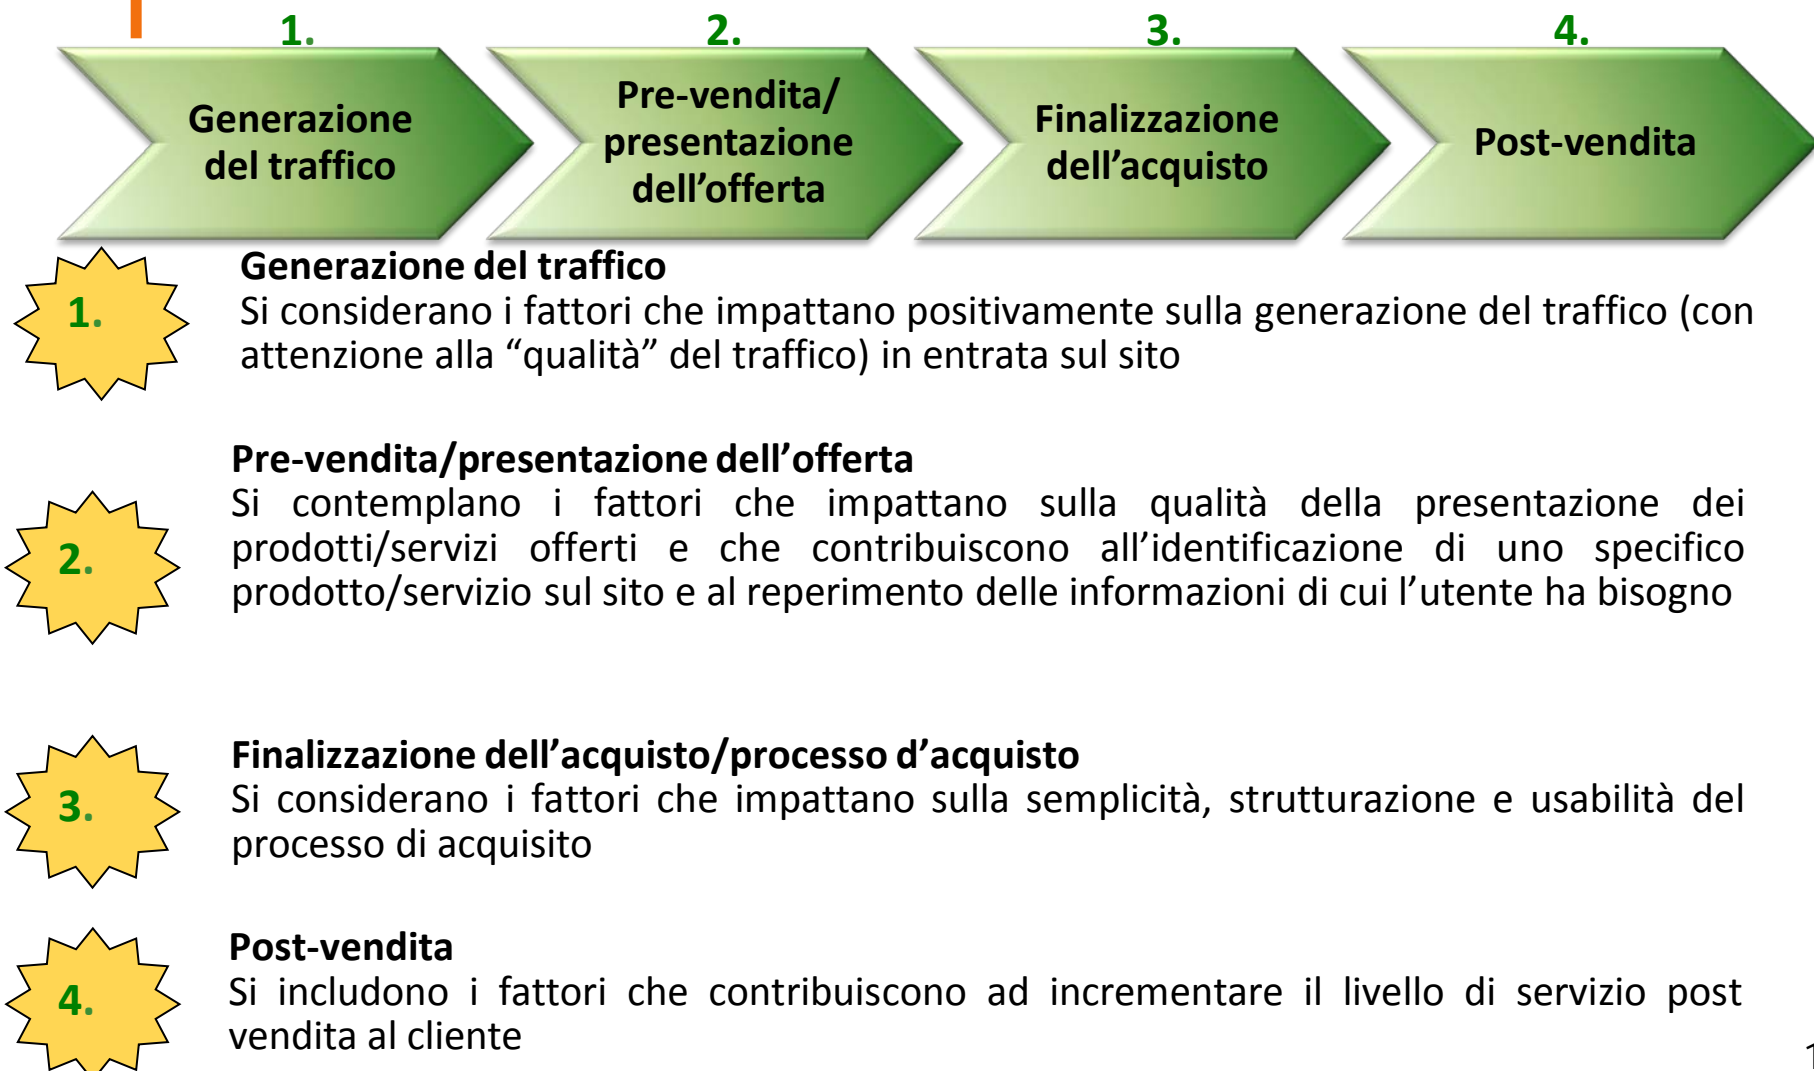 1.
2.
3.
4.
Generazione
del traffico
Pre-vendita/
presentazione
dell’offerta
Finalizzazione
dell’acquisto
Post-vendita
1.
Generazione del traffico
Si considerano i fattori che impattano positivamente sulla generazione del traffico (con
attenzione alla “qualità” del traffico) in entrata sul sito
2.
Pre-vendita/presentazione dell’offerta
Si contemplano i fattori che impattano sulla qualità della presentazione dei
prodotti/servizi offerti e che contribuiscono all’identificazione di uno specifico
prodotto/servizio sul sito e al reperimento delle informazioni di cui l’utente ha bisogno
3.
Finalizzazione dell’acquisto/processo d’acquisto
Si considerano i fattori che impattano sulla semplicità, strutturazione e usabilità del
processo di acquisito
4.
Post-vendita
Si includono i fattori che contribuiscono ad incrementare il livello di servizio post
vendita al cliente